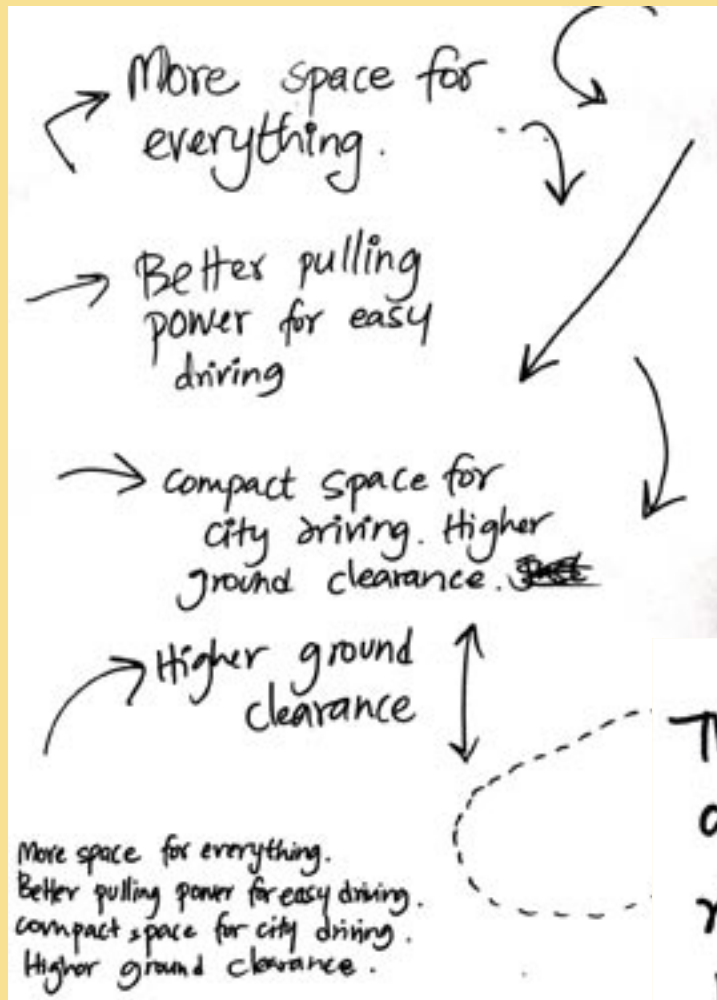 More space for
everything.
Better pulling
power for easy
driving
compact space for
city driving. Higher
ground clearance.
Higher ground
clearance
More space for everything.
Better pulling power for easy driving.
compact space for city driving.
Higher ground clearance.